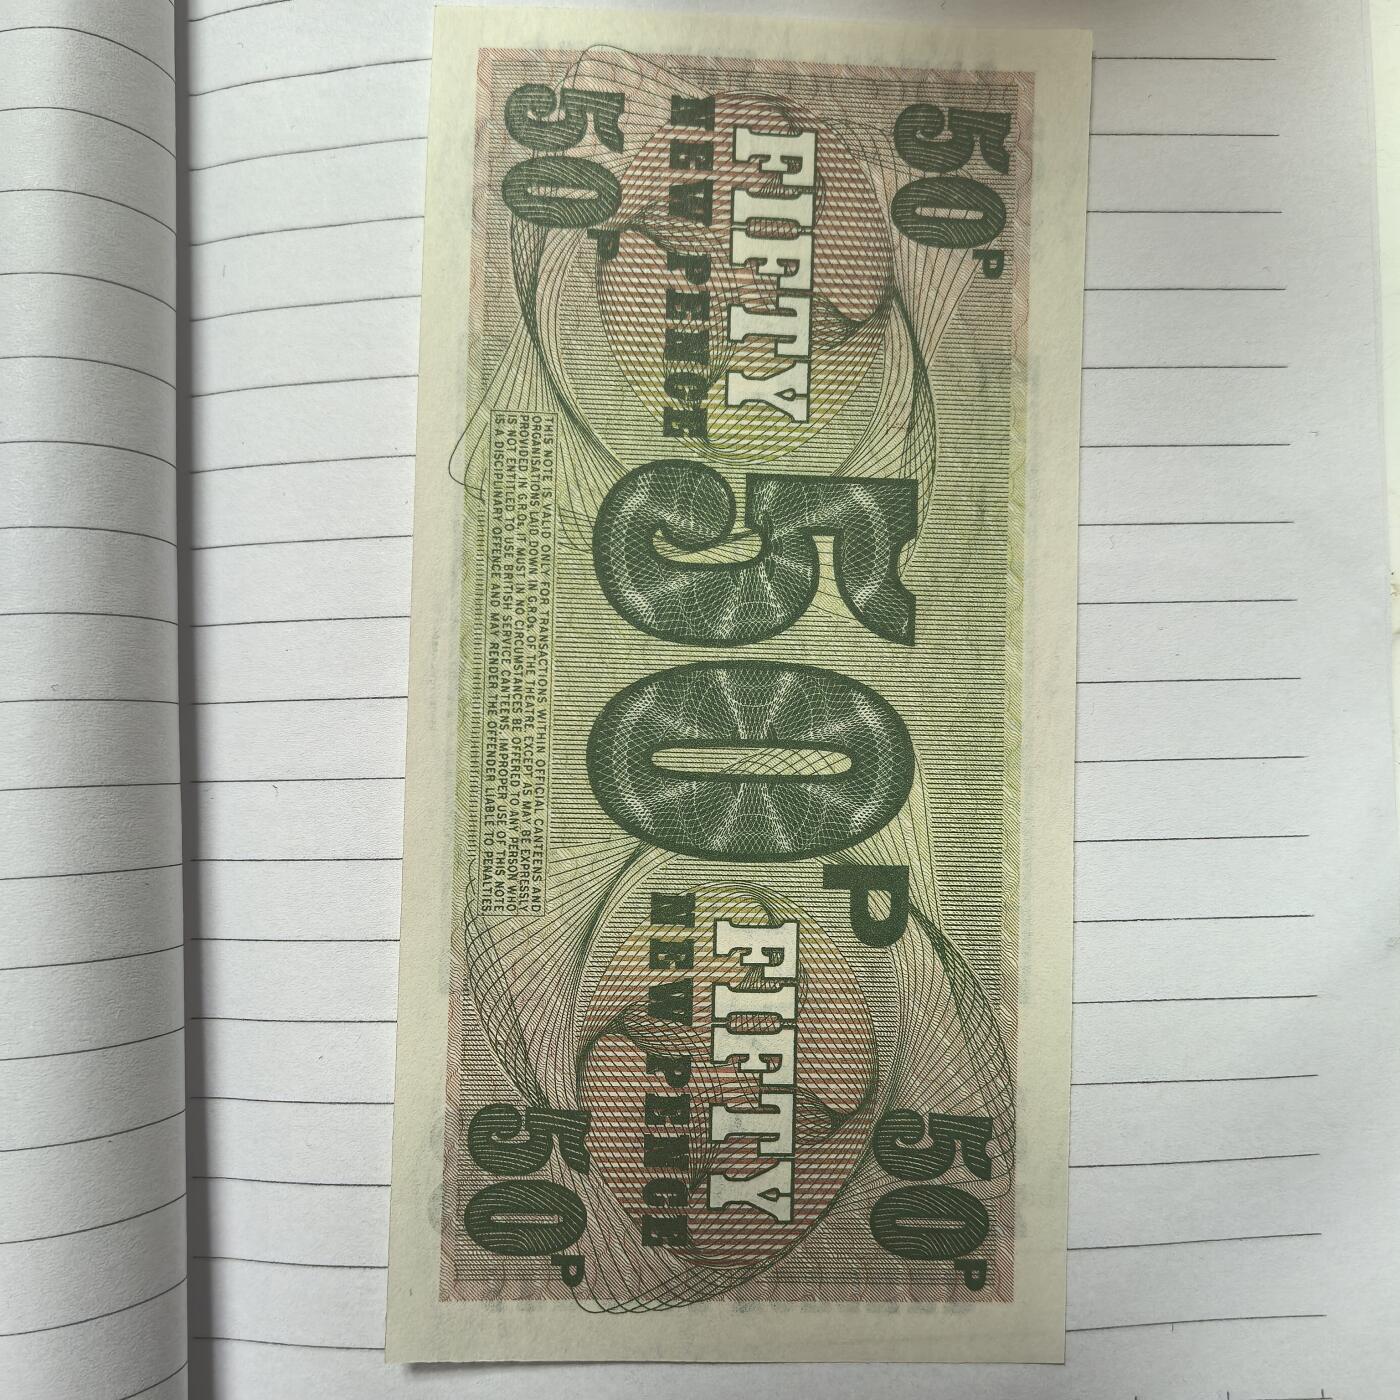 50P
50P
FIFTY
NEW PENCE
50P
FIFTY
NEW PENCE
50P
50P
THIS NOTE IS VALID ONLY FOR TRANSACTIONS WITHIN OFFICIAL CANTEENS AND
ORGANISATIONS LAID DOWN IN G.R.Os, OF THE THEATRE. EXCEPT AS MAY BE EXPRESSLY
PROVIDED IN G.R.Os, IT MUST IN NO CIRCUMSTANCES BE OFFERED TO ANY PERSON WHO
IS NOT ENTITLED TO USE BRITISH SERVICE CANTEENS. IMPROPER USE OF THIS NOTE
IS A DISCIPLINARY OFFENCE AND MAY RENDER THE OFFENDER LIABLE TO PENALTIES